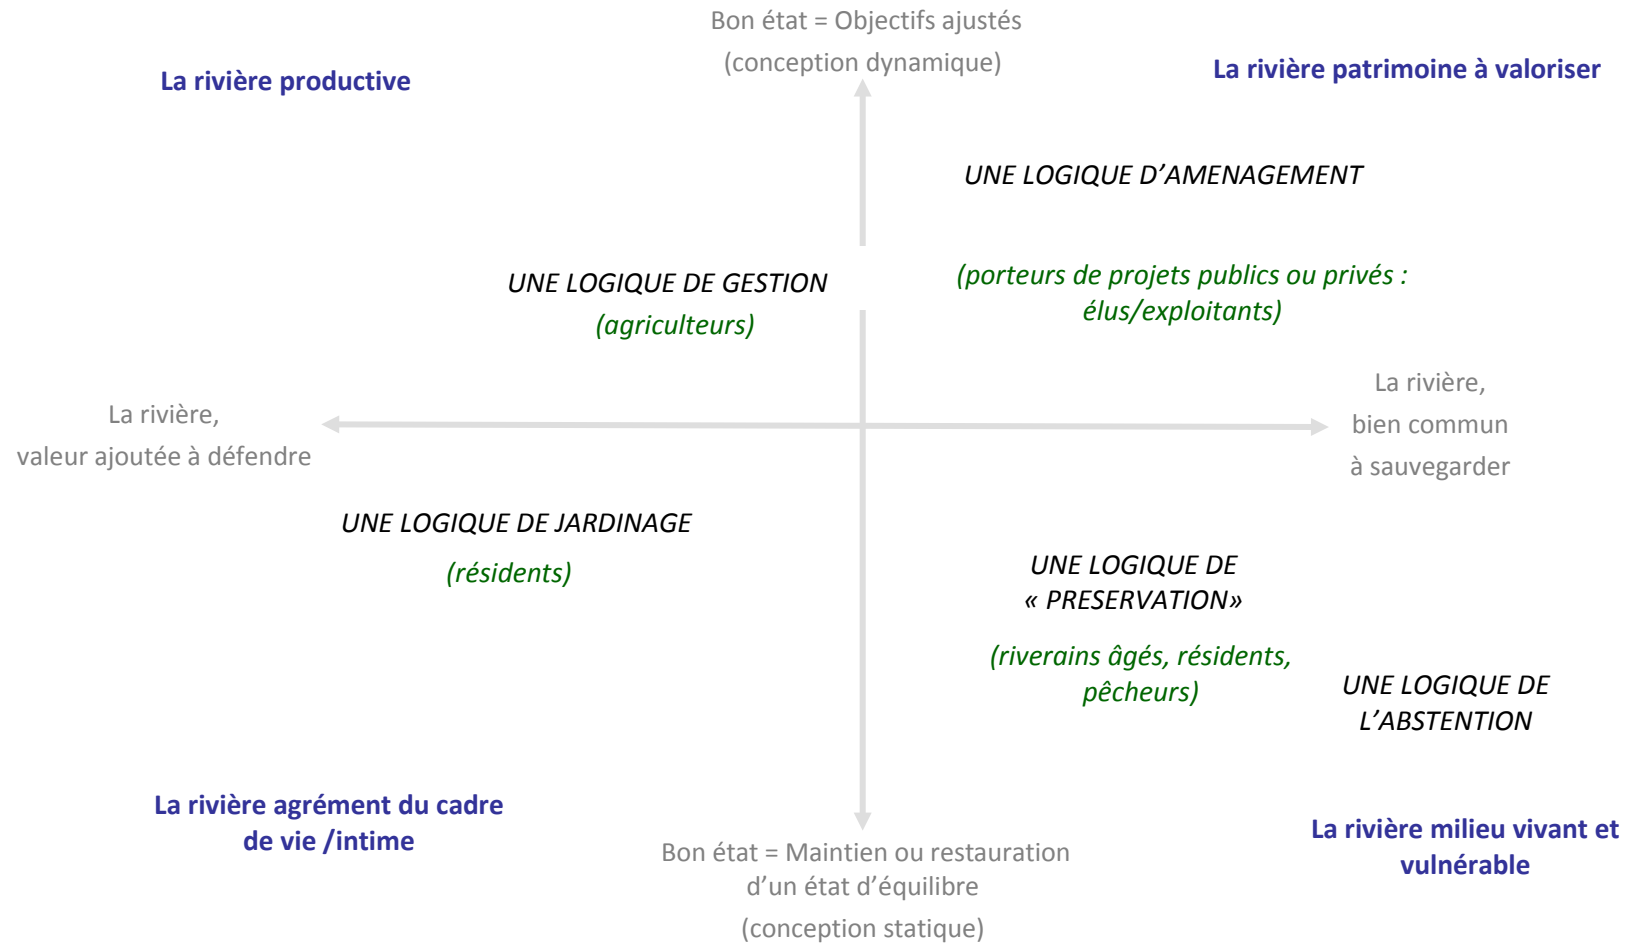 Bon état = Objectifs ajustés
(conception dynamique)
La rivière productive
La rivière patrimoine à valoriser
UNE LOGIQUE D’AMENAGEMENT
UNE LOGIQUE DE GESTION
(agriculteurs)
(porteurs de projets publics ou privés :
élus/exploitants)
La rivière,
valeur ajoutée à défendre
La rivière,
bien commun
à sauvegarder
UNE LOGIQUE DE JARDINAGE
(résidents)
UNE LOGIQUE DE
« PRESERVATION»
(riverains âgés, résidents,
pêcheurs)
UNE LOGIQUE DE
L’ABSTENTION
La rivière agrément du cadre
de vie /intime
La rivière milieu vivant et
vulnérable
Bon état = Maintien ou restauration
d’un état d’équilibre
(conception statique)